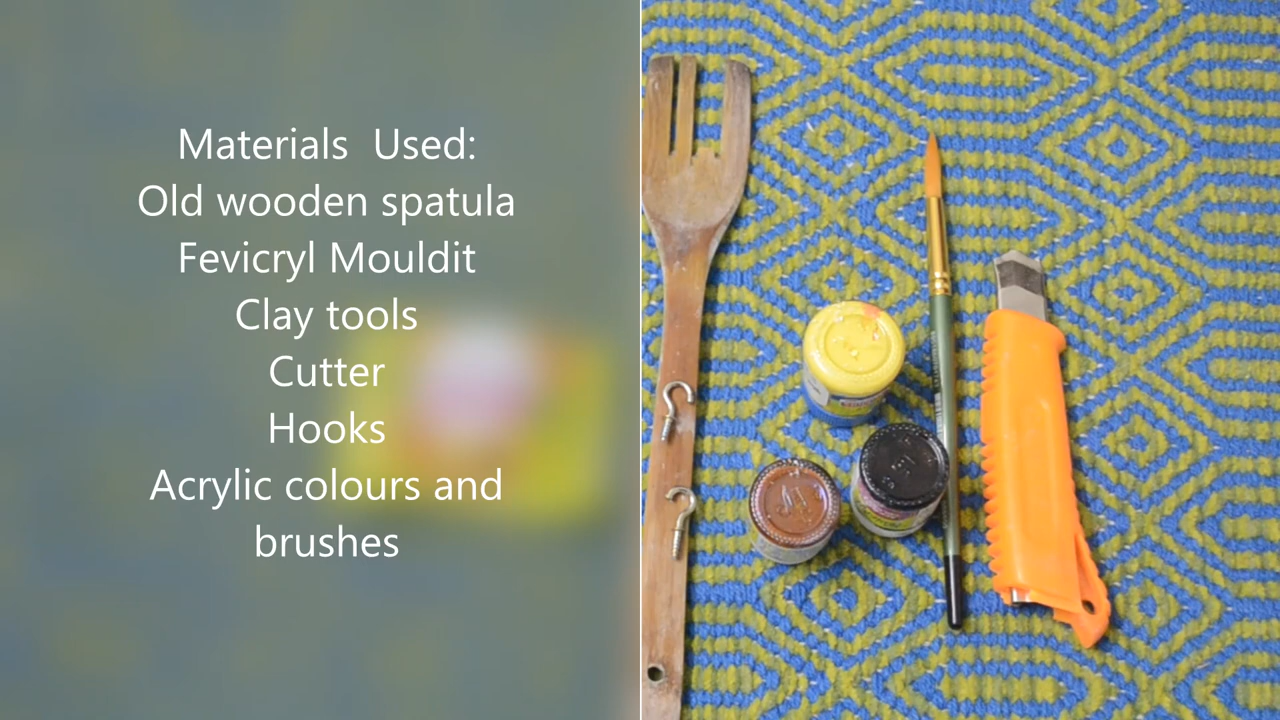 Materials Used:
Old wooden spatula
Fevicryl Mouldit
Clay tools
Cutter
Hooks
Acrylic colours and
brushes